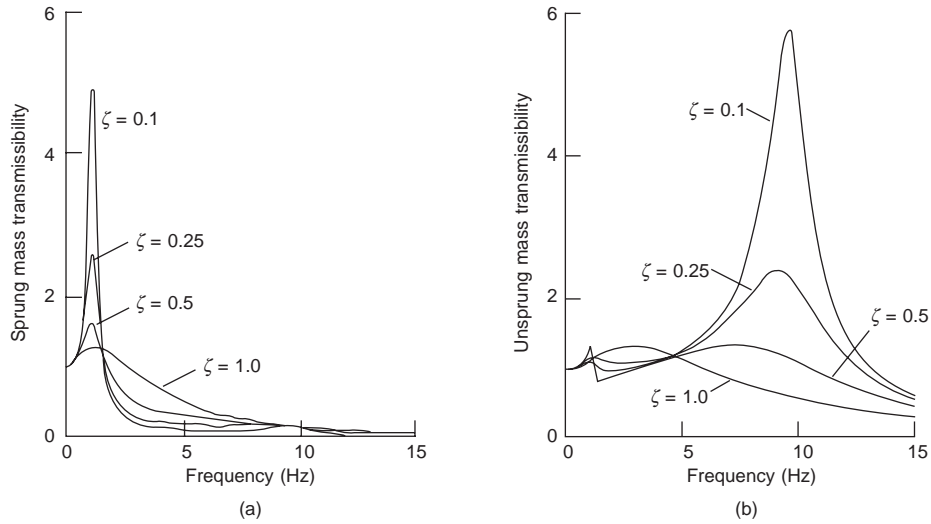 6
4
2
0
0
5
10
15
Sprung mass transmissibility
Frequency (Hz)
ζ = 0.1
ζ = 0.25
ζ = 0.5
ζ = 1.0
(a)
6
4
2
0
0
5
10
15
Unsprung mass transmissibility
Frequency (Hz)
ζ = 0.1
ζ = 0.25
ζ = 0.5
ζ = 1.0
(b)